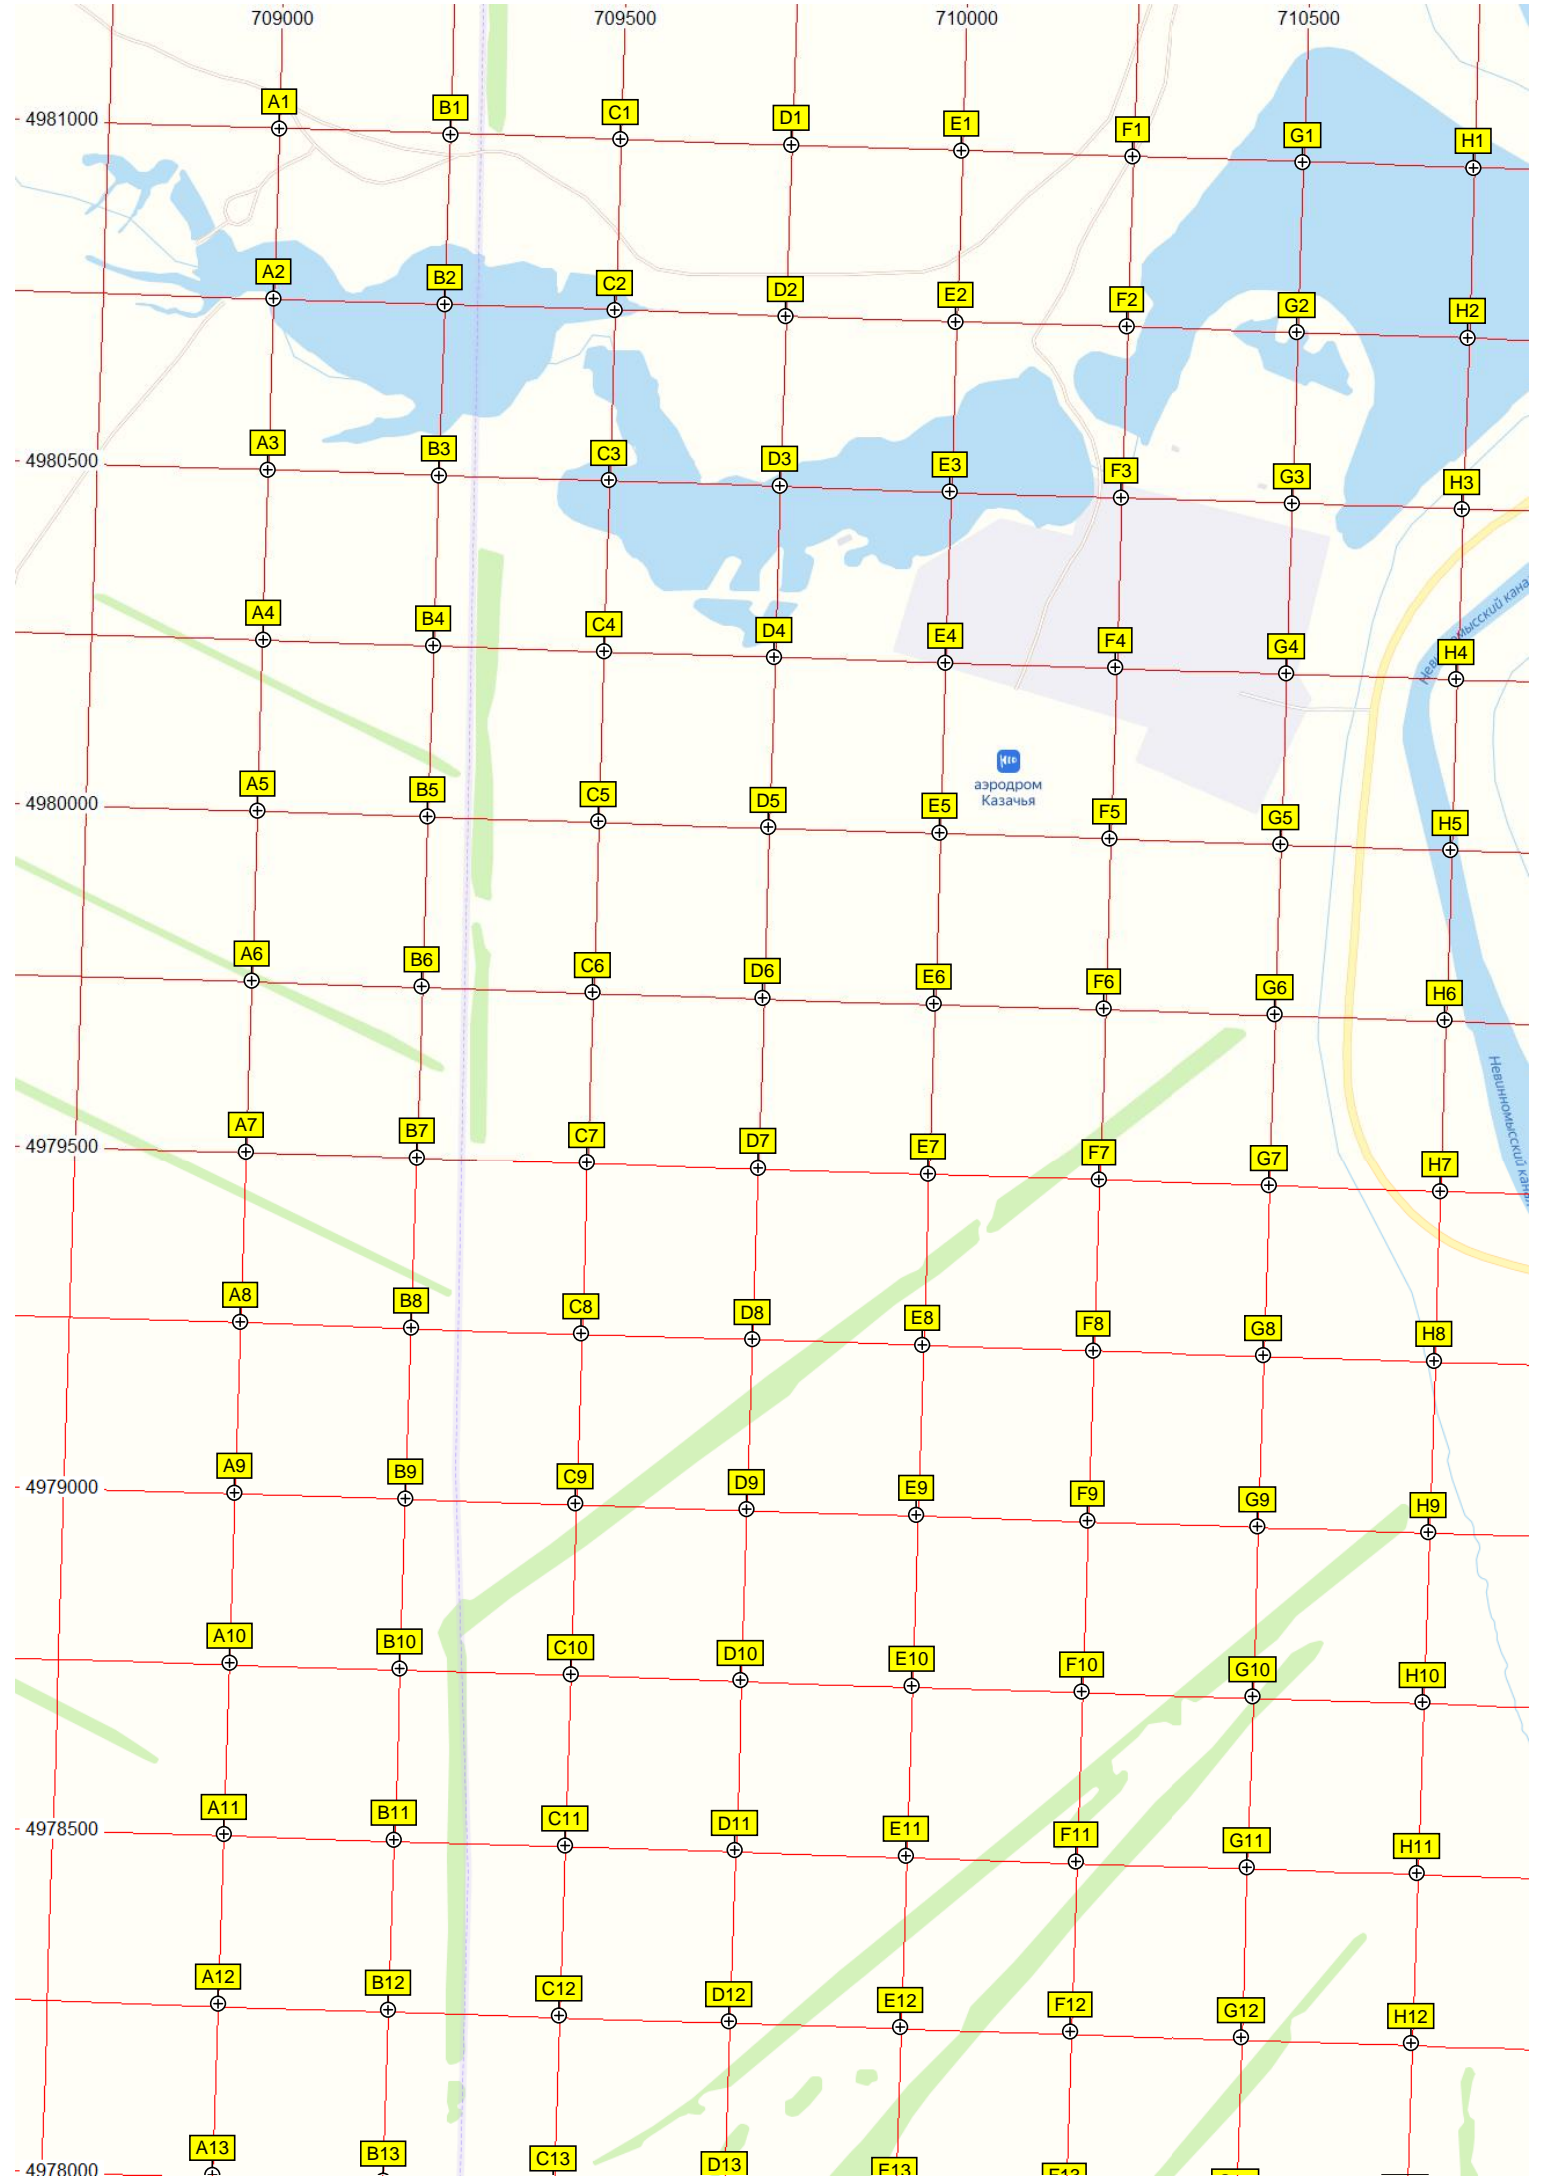 709000 709500 710000 710500
4981000
A1 B1 C1 D1 E1 F1 G1 H1
A2 B2 C2 D2 E2 F2 G2 H2
4980500
A3 B3 C3 D3 E3 F3 G3 H3
A4 B4 C4 D4 E4 F4 G4 H4
аэродром
Казачья
4980000
A5 B5 C5 D5 E5 F5 G5 H5
A6 B6 C6 D6 E6 F6 G6 H6
Невинномысский
4979500
A7 B7 C7 D7 E7 F7 G7 H7
A8 B8 C8 D8 E8 F8 G8 H8
4979000
A9 B9 C9 D9 E9 F9 G9 H9
A10 B10 C10 D10 E10 F10 G10 H10
4978500
A11 B11 C11 D11 E11 F11 G11 H11
A12 B12 C12 D12 E12 F12 G12 H12
4978000
A13 B13 C13 D13 E13 F13